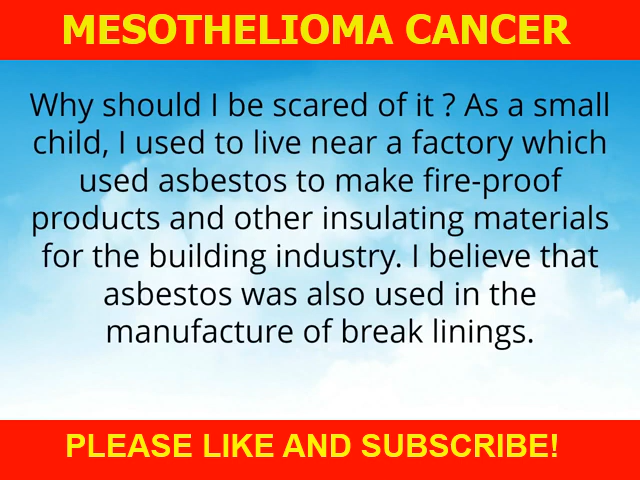 MESOTHELIOMA CANCER
Why should I be scared of it ? As a small
child, I used to live near a factory which
used asbestos to make fire-proof
products and other insulating materials
for the building industry. I believe that
asbestos was also used in the
manufacture of break linings.
PLEASE LIKE AND SUBSCRIBE!